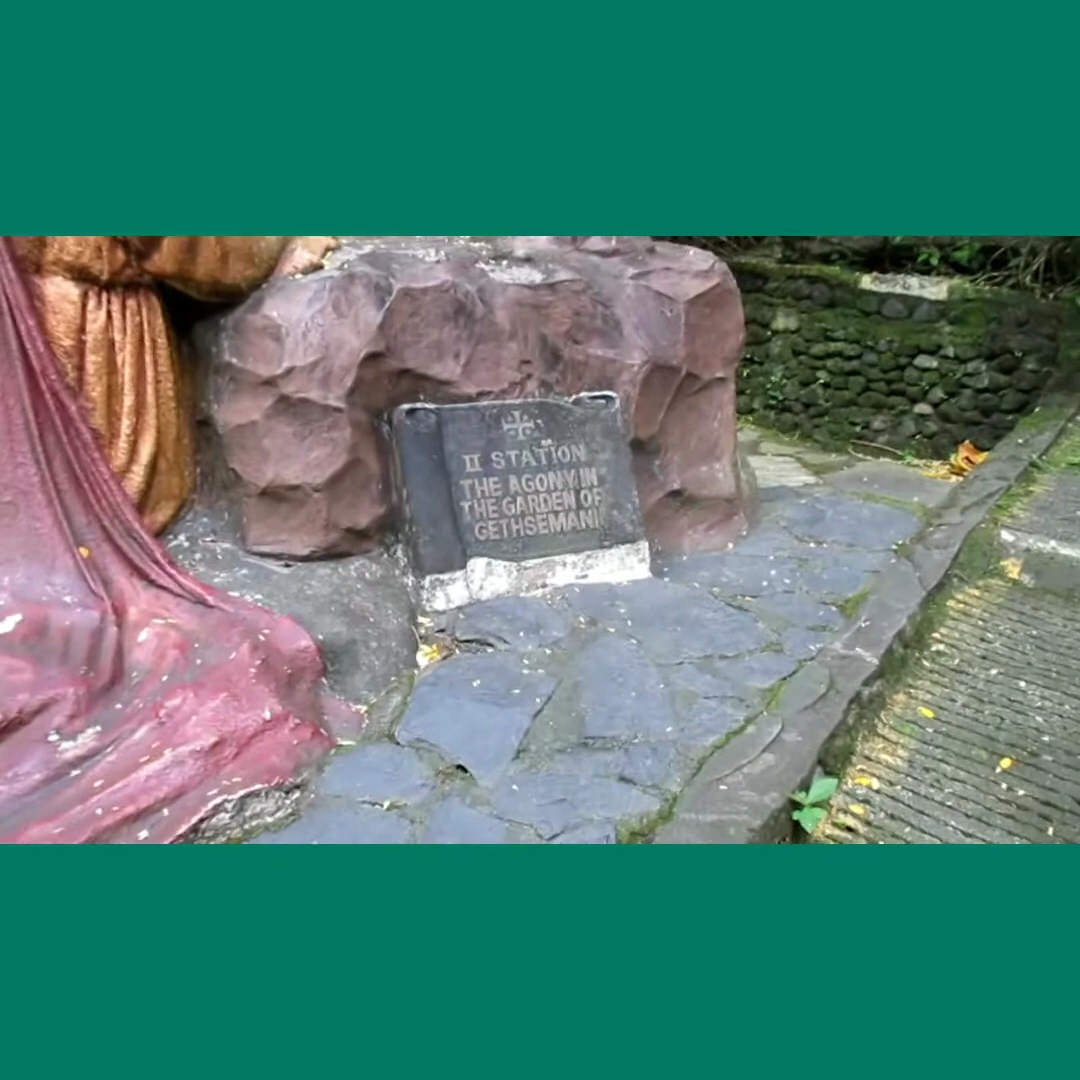 II STATION
THE AGONY IN
THE GARDEN OF
GETHSEMANI